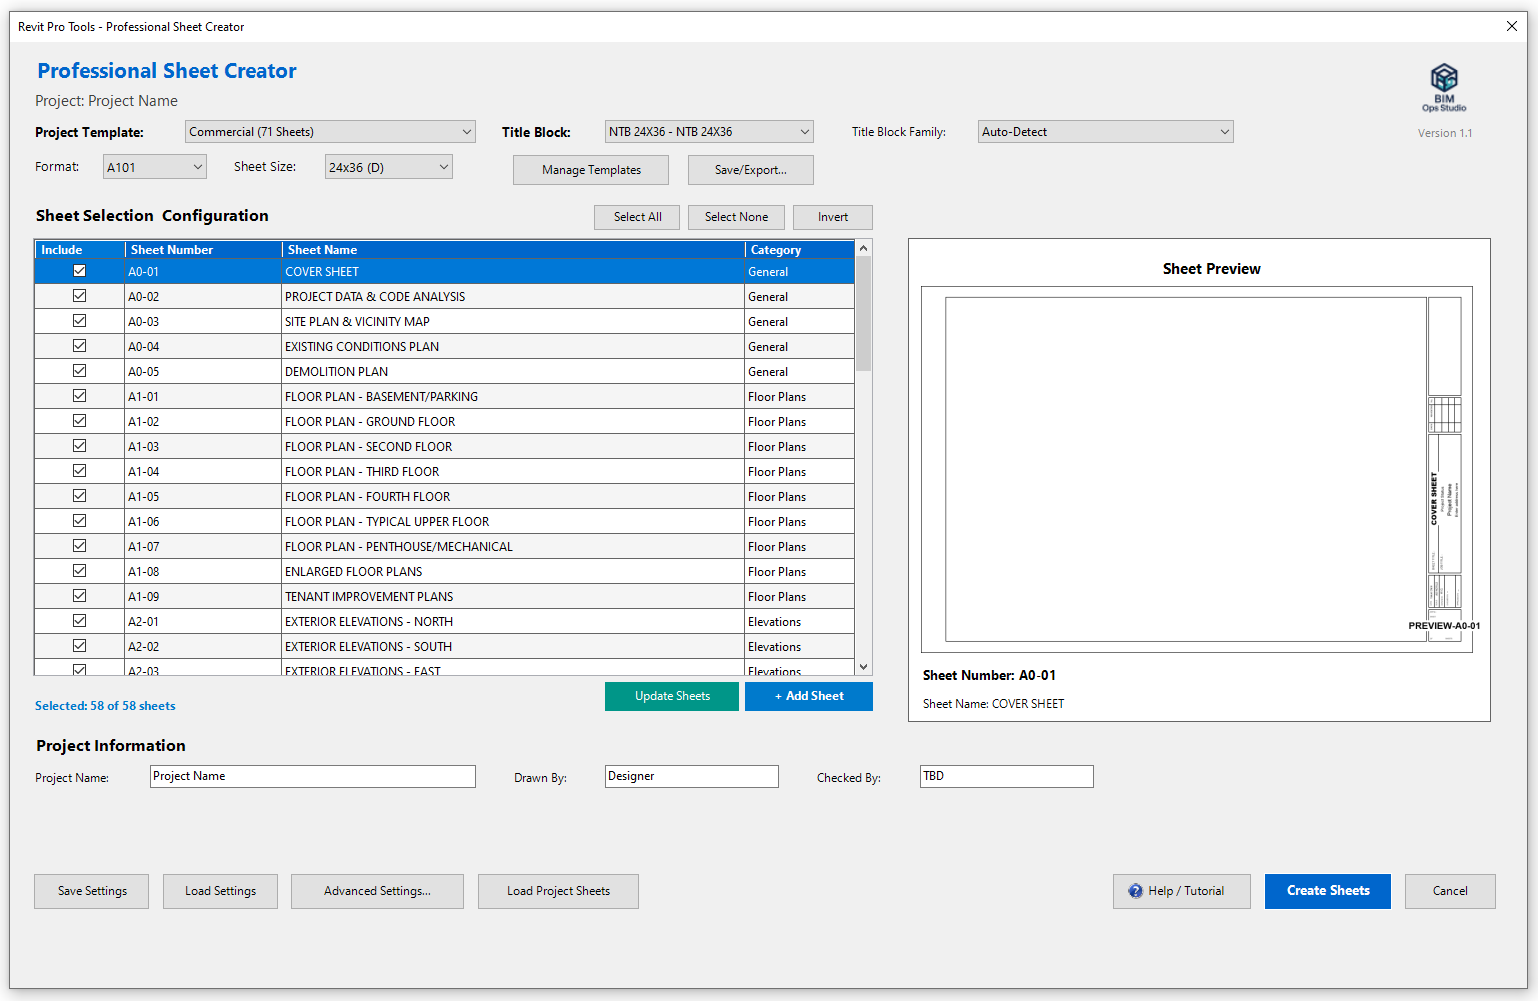 Revit Pro Tools - Professional Sheet Creator
Professional Sheet Creator
Project: Project Name
BIM
Ops Studio
Version 1.1
Project Template: Commercial (71 Sheets) Title Block: NTB 24X36 - NTB 24X36 Title Block Family: Auto-Detect
Format: A101 Sheet Size: 24x36 (D) Manage Templates Save/Export...
Sheet Selection  Configuration Select All Select None Invert
Include Sheet Number Sheet Name Category
A0-01 COVER SHEET General
A0-02 PROJECT DATA & CODE ANALYSIS General
A0-03 SITE PLAN & VICINITY MAP General
A0-04 EXISTING CONDITIONS PLAN General
A0-05 DEMOLITION PLAN General
A1-01 FLOOR PLAN - BASEMENT/PARKING Floor Plans
A1-02 FLOOR PLAN - GROUND FLOOR Floor Plans
A1-03 FLOOR PLAN - SECOND FLOOR Floor Plans
A1-04 FLOOR PLAN - THIRD FLOOR Floor Plans
A1-05 FLOOR PLAN - FOURTH FLOOR Floor Plans
A1-06 FLOOR PLAN - TYPICAL UPPER FLOOR Floor Plans
A1-07 FLOOR PLAN - PENTHOUSE/MECHANICAL Floor Plans
A1-08 ENLARGED FLOOR PLANS Floor Plans
A1-09 TENANT IMPROVEMENT PLANS Floor Plans
A2-01 EXTERIOR ELEVATIONS - NORTH Elevations
A2-02 EXTERIOR ELEVATIONS - SOUTH Elevations
A2-03 EXTERIOR ELEVATIONS - EAST Elevations
Selected: 58 of 58 sheets Update Sheets + Add Sheet
Sheet Preview
COVER SHEET
Project Status
Project Name
Enter address here
PREVIEW-A0-01
Sheet Number: A0-01
Sheet Name: COVER SHEET
Project Information
Project Name: Project Name Drawn By: Designer Checked By: TBD
Save Settings Load Settings Advanced Settings... Load Project Sheets ? Help / Tutorial Create Sheets Cancel